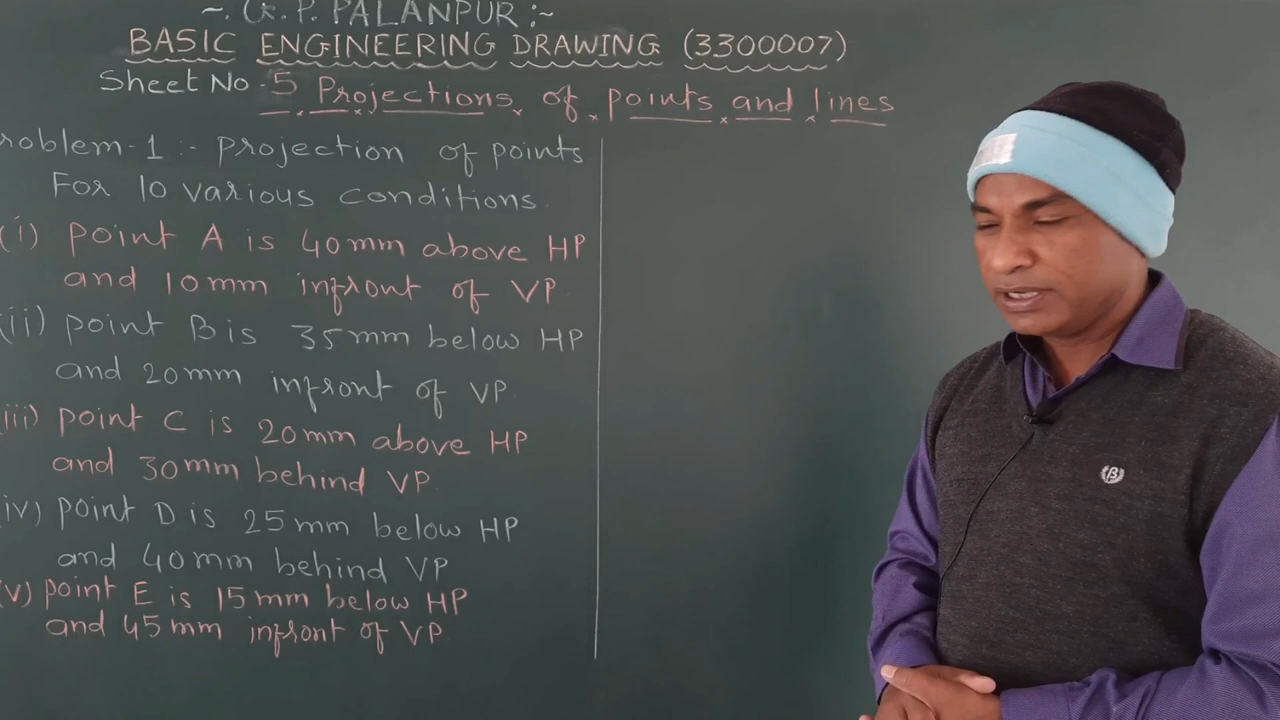 ~. G. P. PALANPUR :~
BASIC ENGINEERING DRAWING (3300007)
Sheet No - 5 Projections of points and lines
roblem-1 :- Projection of points
For 10 various conditions.
(i) point A is 40mm above HP
and 10mm infront of VP.
(ii) point B is 35mm below HP
and 20mm infront of VP.
(iii) point C is 20mm above HP
and 30mm behind VP.
(iv) point D is 25mm below HP
and 40mm behind VP
(v) point E is 15mm below HP
and 45mm infront of VP.
β